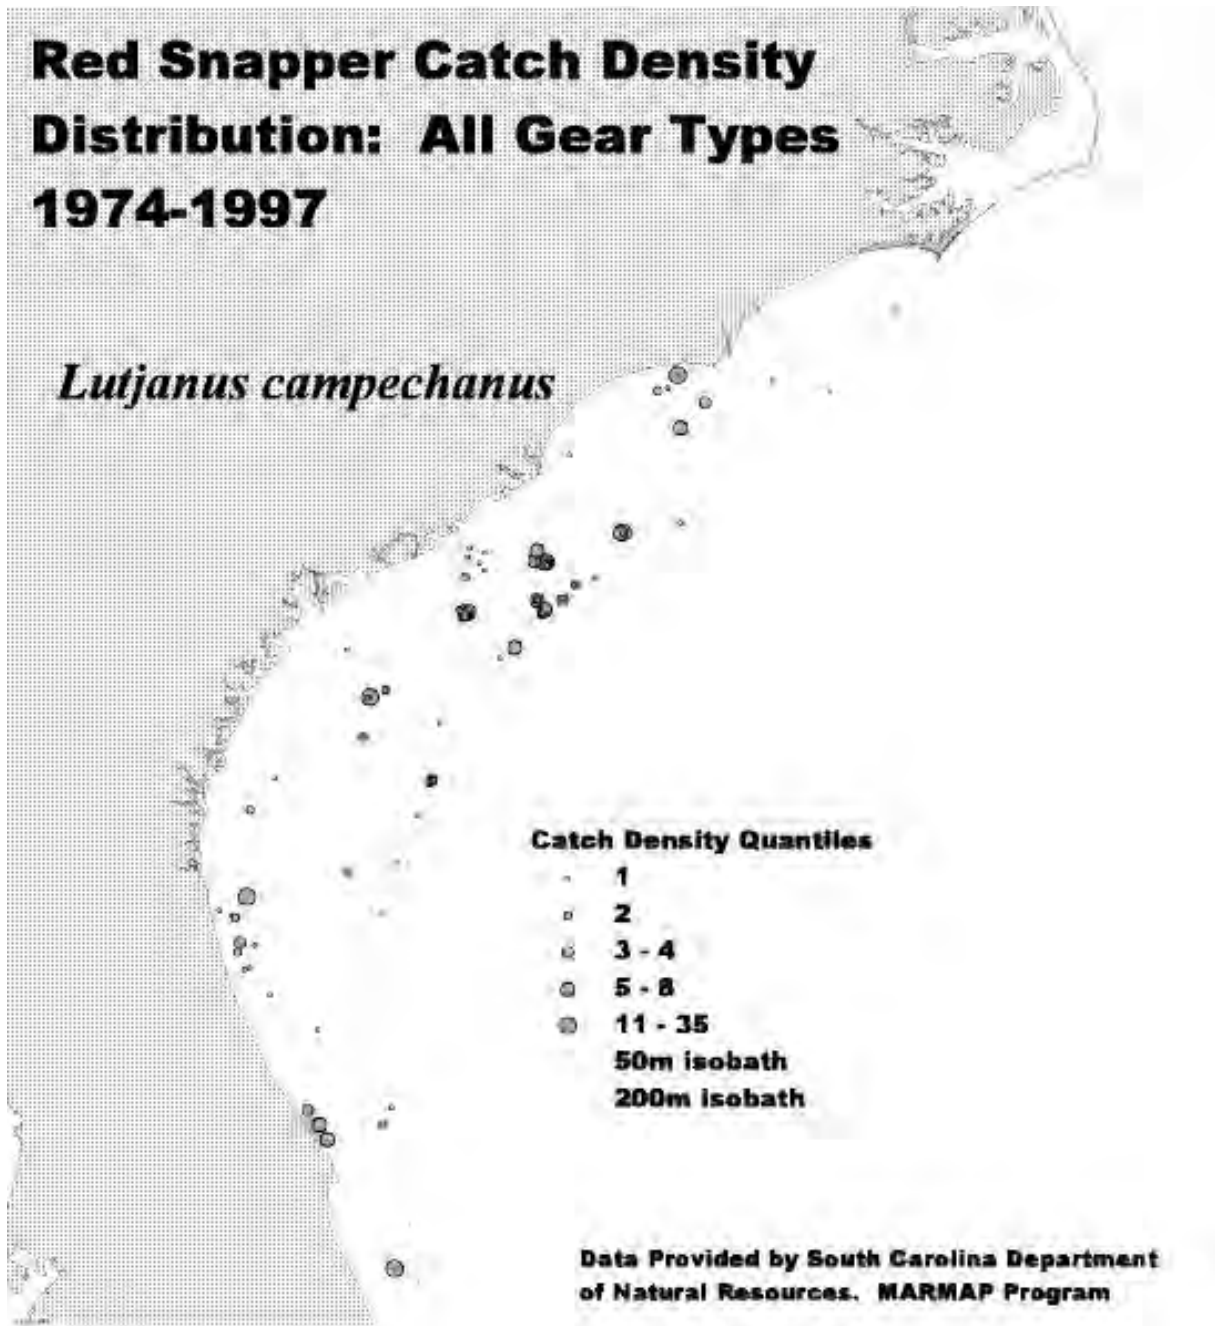 Red Snapper Catch Density
Distribution: All Gear Types
1974-1997
Lutjanus campechanus
Catch Density Quantiles
1
2
3 - 4
5 - 8
11 - 35
50m isobath
200m isobath
Data Provided by South Carolina Department
of Natural Resources. MARMAP Program